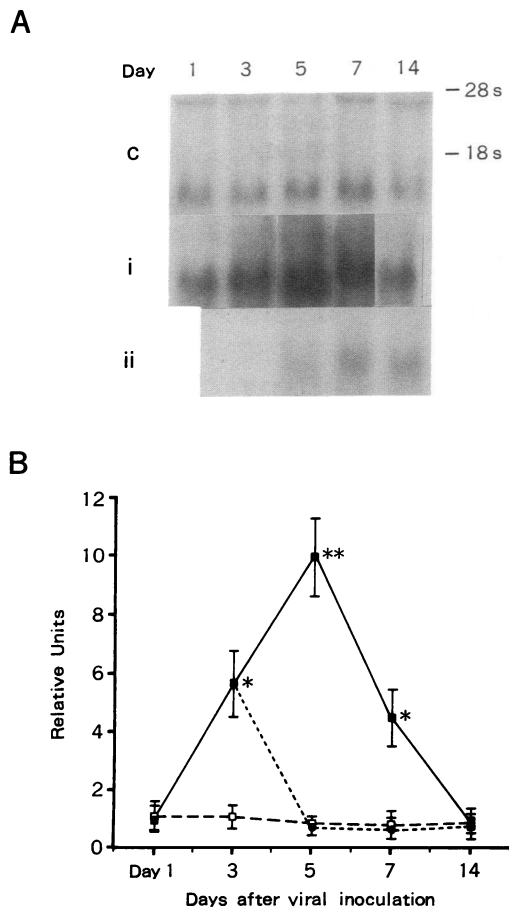 A
Day 1 3 5 7 14
– 28 s
c
– 18 s
i
ii
B
12
10
**
8
6
*
*
4
2
0
Relative Units
Day 1 3 5 7 14
Days after viral inoculation